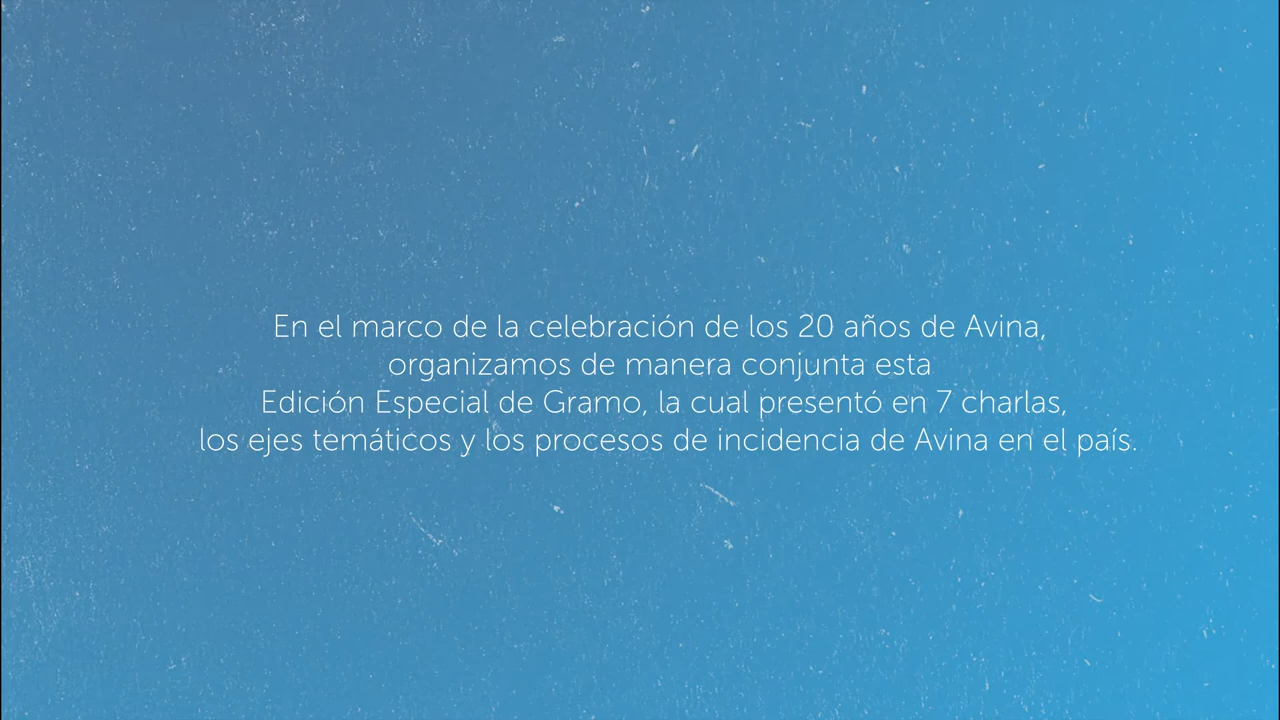 En el marco de la celebración de los 20 años de Avina,
organizamos de manera conjunta esta
Edición Especial de Gramo, la cual presentó en 7 charlas,
los ejes temáticos y los procesos de incidencia de Avina en el país.